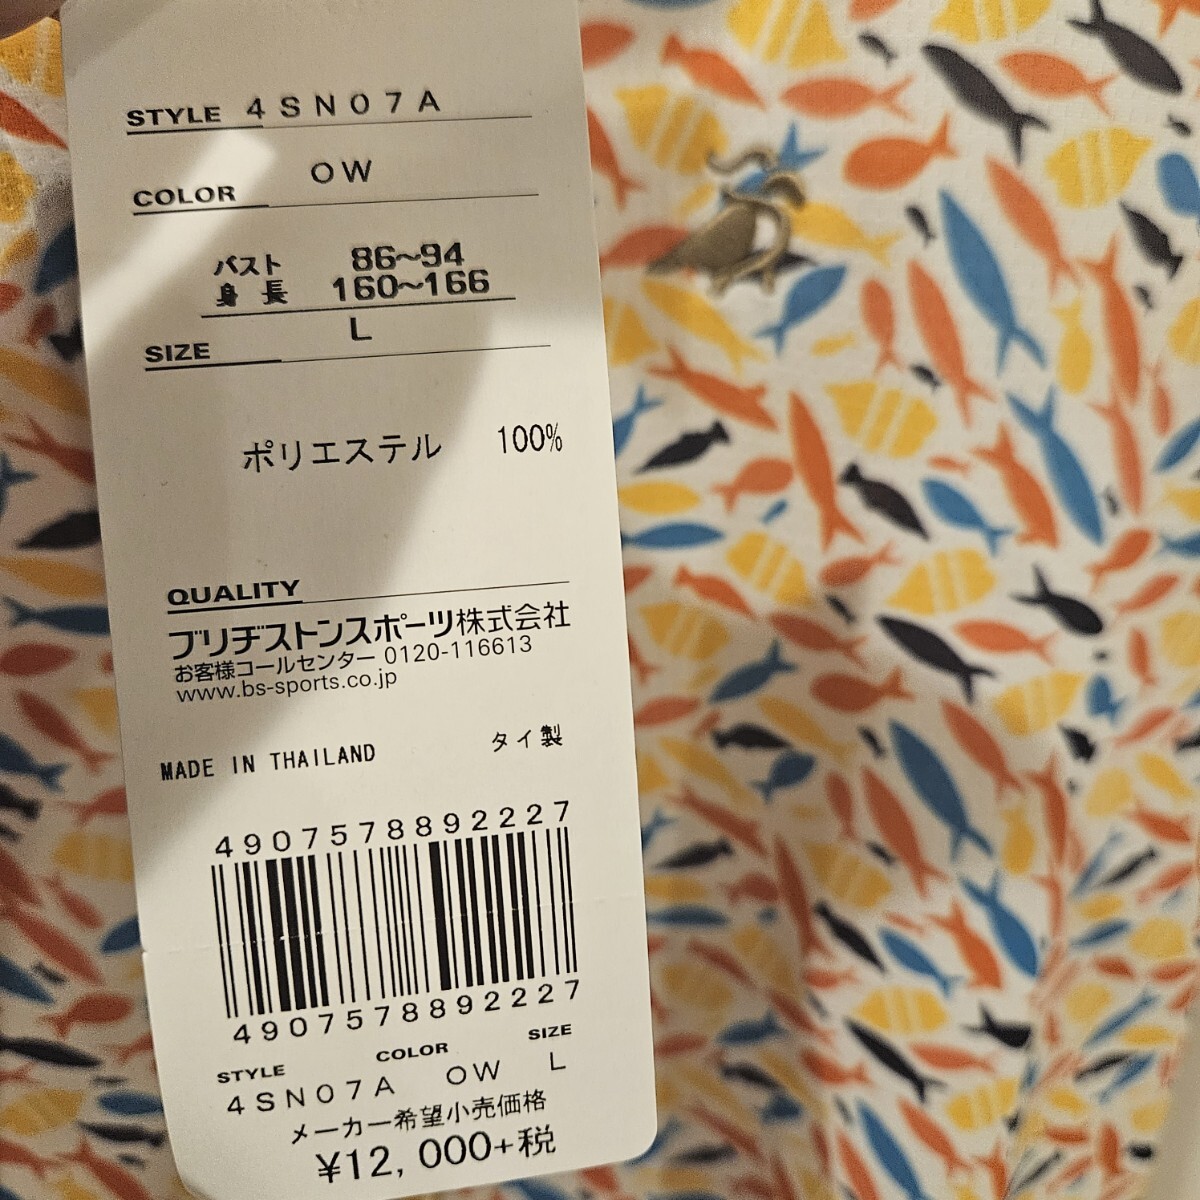 STYLE 4SN07A
COLOR OW
バスト 86～94
身長 160～166
SIZE L
ポリエステル 100%
QUALITY
ブリヂストンスポーツ株式会社
お客様コールセンター 0120-116613
www.bs-sports.co.jp
MADE IN THAILAND タイ製
4907578892227
4907578892227
STYLE COLOR SIZE
4SN07A OW L
メーカー希望小売価格
¥12,000+税